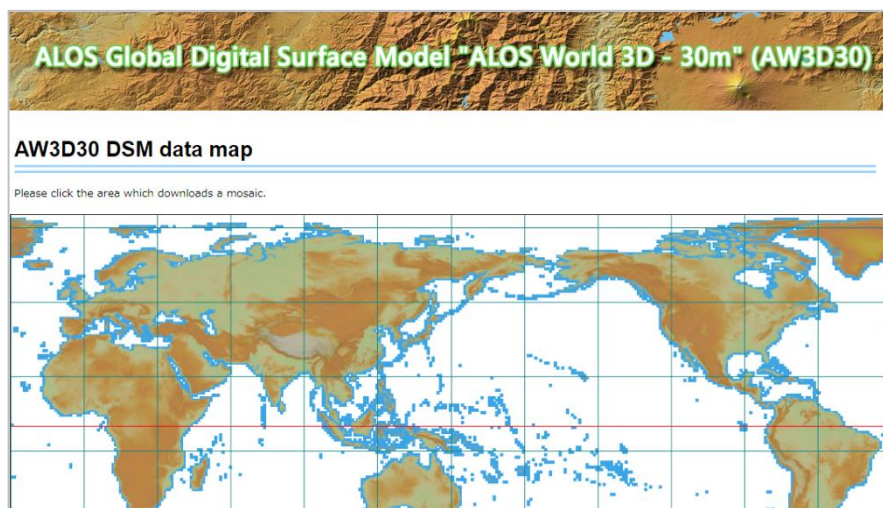 ALOS Global Digital Surface Model "ALOS World 3D - 30m" (AW3D30)
AW3D30 DSM data map
Please click the area which downloads a mosaic.